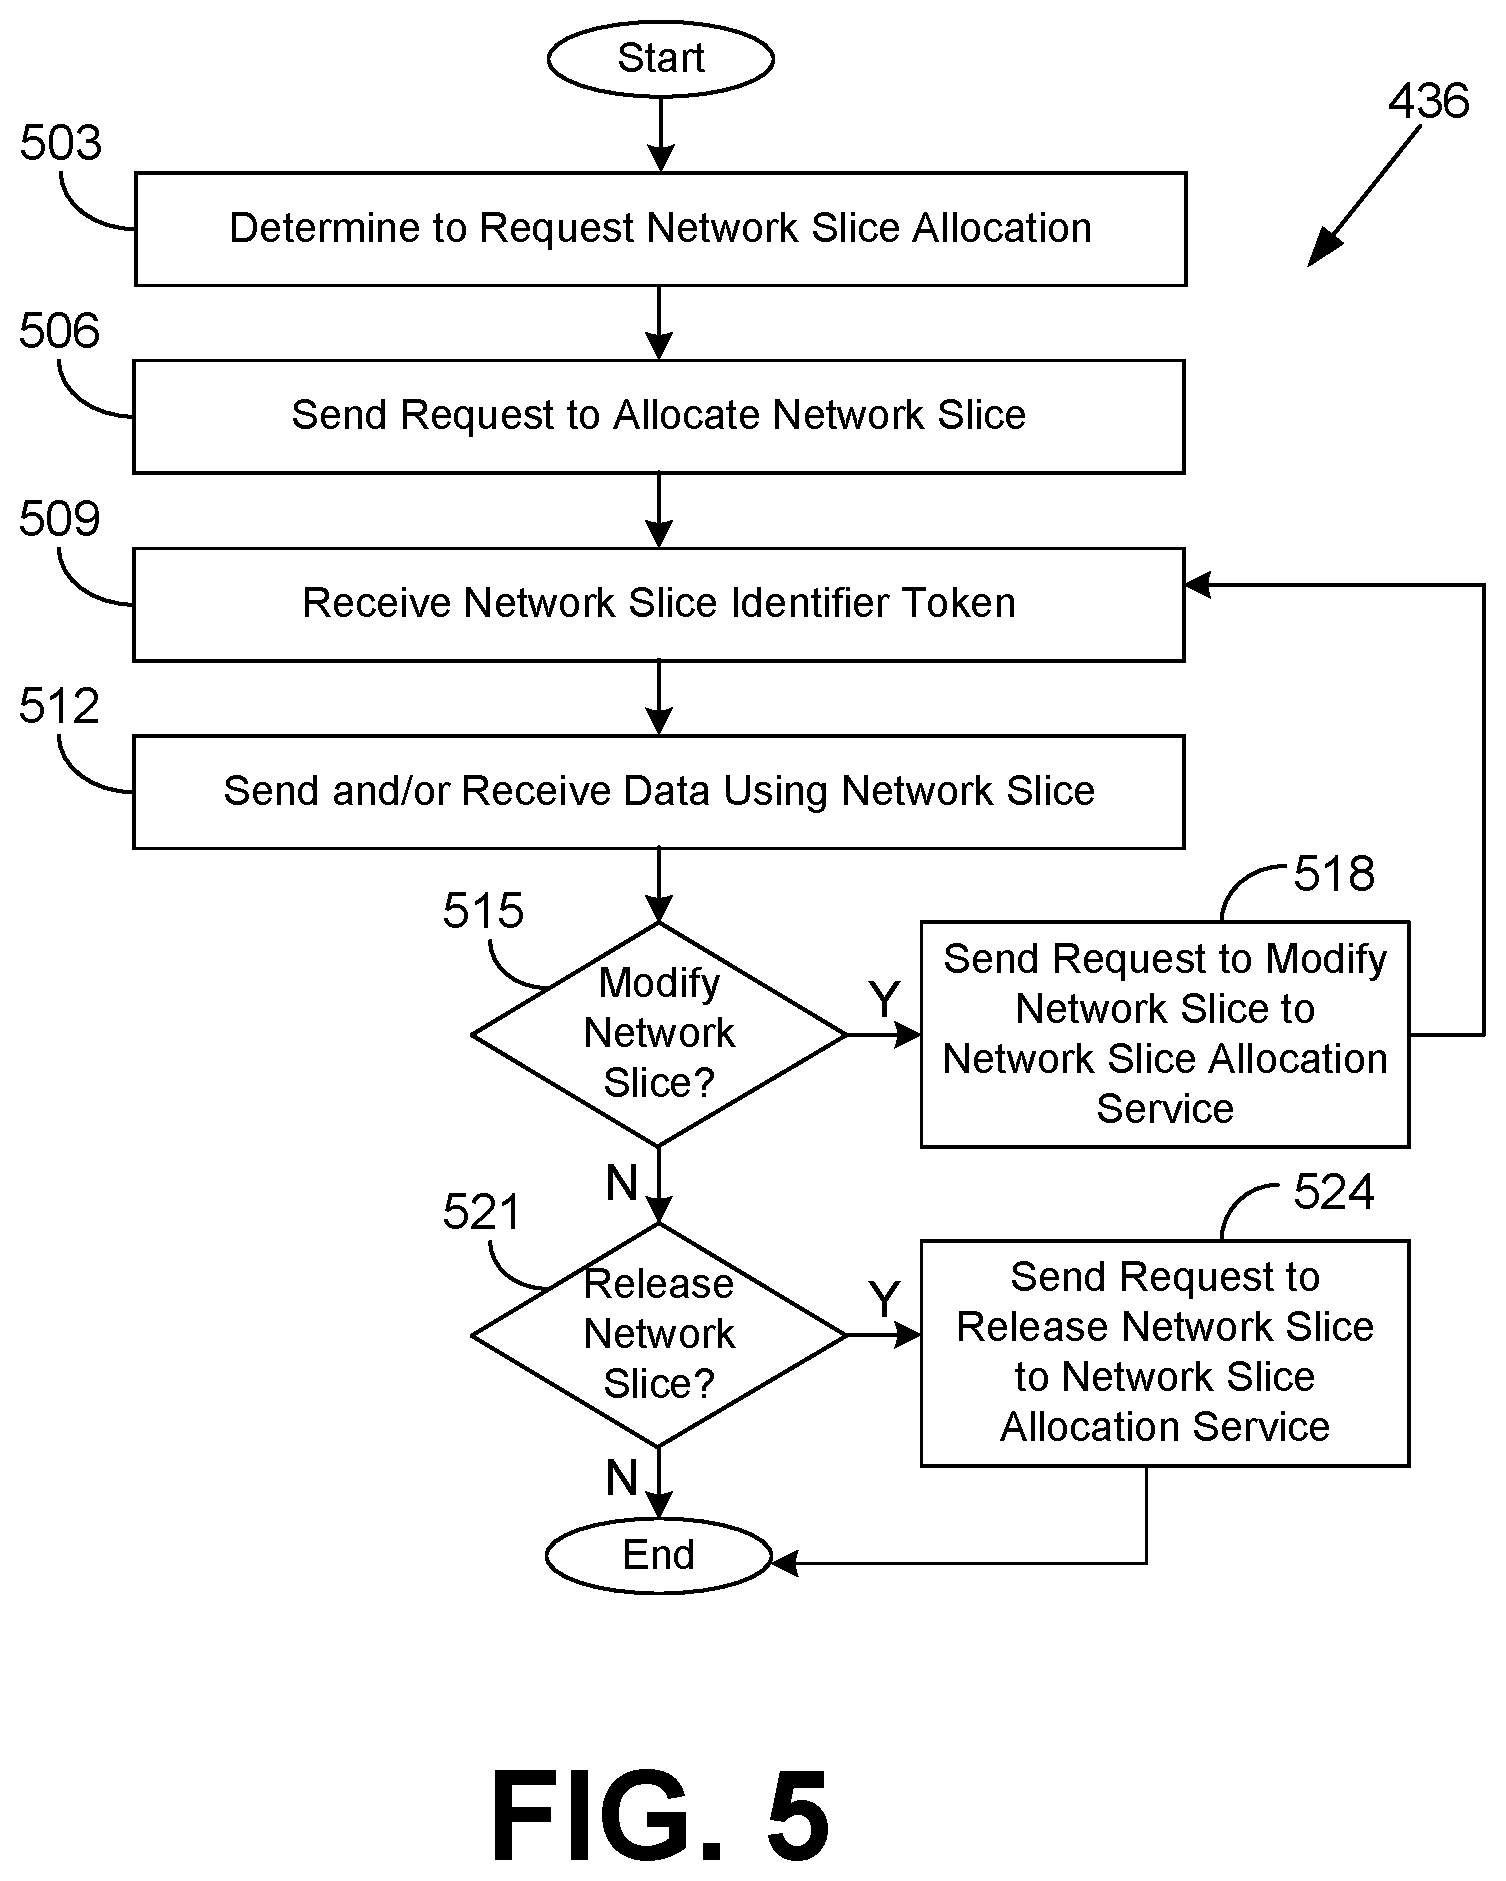 Start
436
503
Determine to Request Network Slice Allocation
506
Send Request to Allocate Network Slice
509
Receive Network Slice Identifier Token
512
Send and/or Receive Data Using Network Slice
515
Modify
Network
Slice?
Y
518
Send Request to Modify
Network Slice to
Network Slice Allocation
Service
N
521
Release
Network
Slice?
Y
524
Send Request to
Release Network Slice
to Network Slice
Allocation Service
N
End
FIG. 5